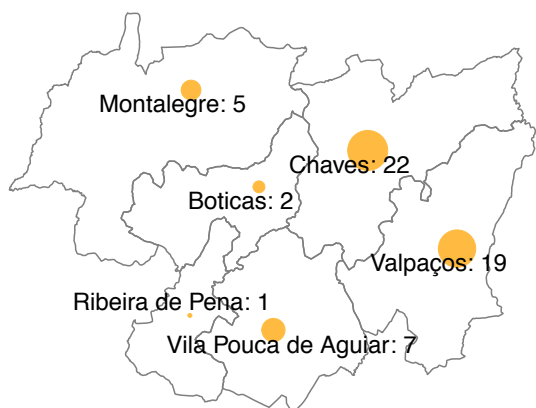 Montalegre: 5
Chaves: 22
Boticas: 2
Valpaços: 19
Ribeira de Pena: 1
Vila Pouca de Aguiar: 7